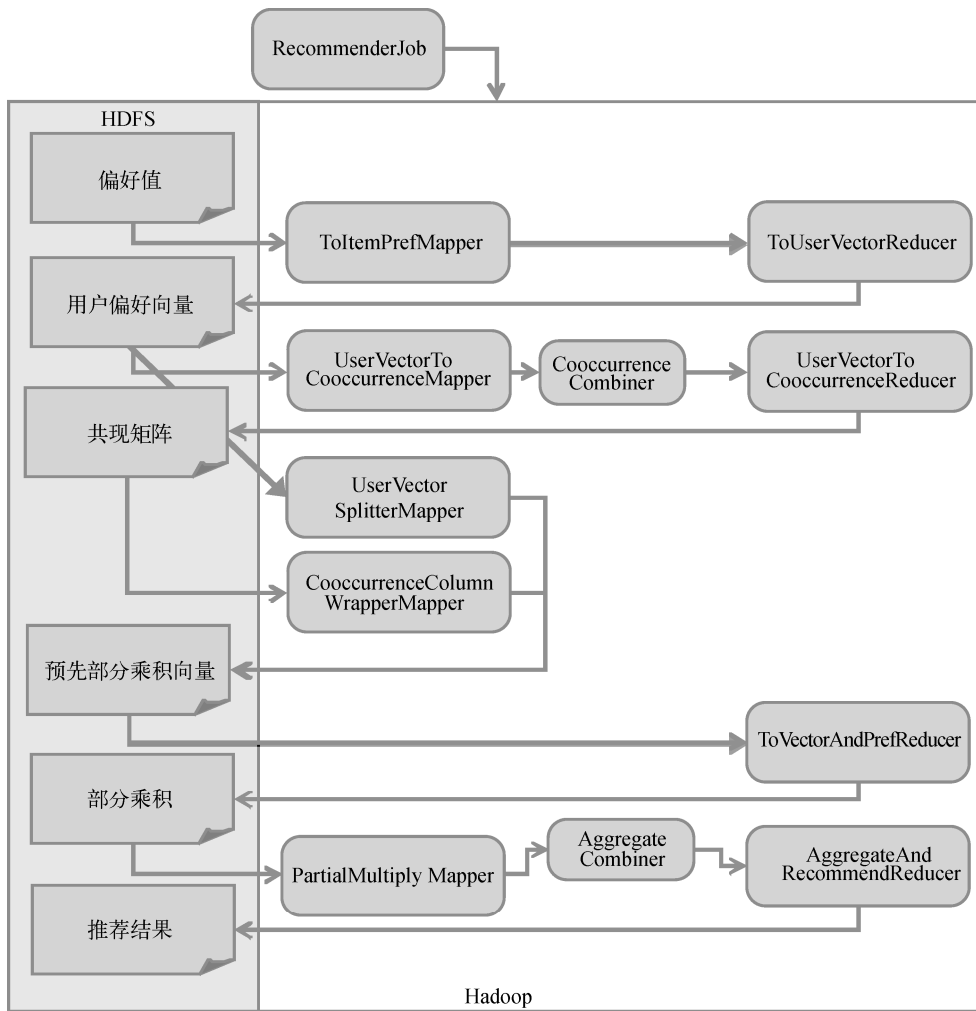 RecommenderJob
HDFS
偏好值
ToItemPrefMapper
ToUserVectorReducer
用户偏好向量
UserVectorTo
CooccurrenceMapper
Cooccurrence
Combiner
UserVectorTo
CooccurrenceReducer
共现矩阵
UserVector
SplitterMapper
CooccurrenceColumn
WrapperMapper
预先部分乘积向量
ToVectorAndPrefReducer
部分乘积
PartialMultiply Mapper
Aggregate
Combiner
AggregateAnd
RecommendReducer
推荐结果
Hadoop